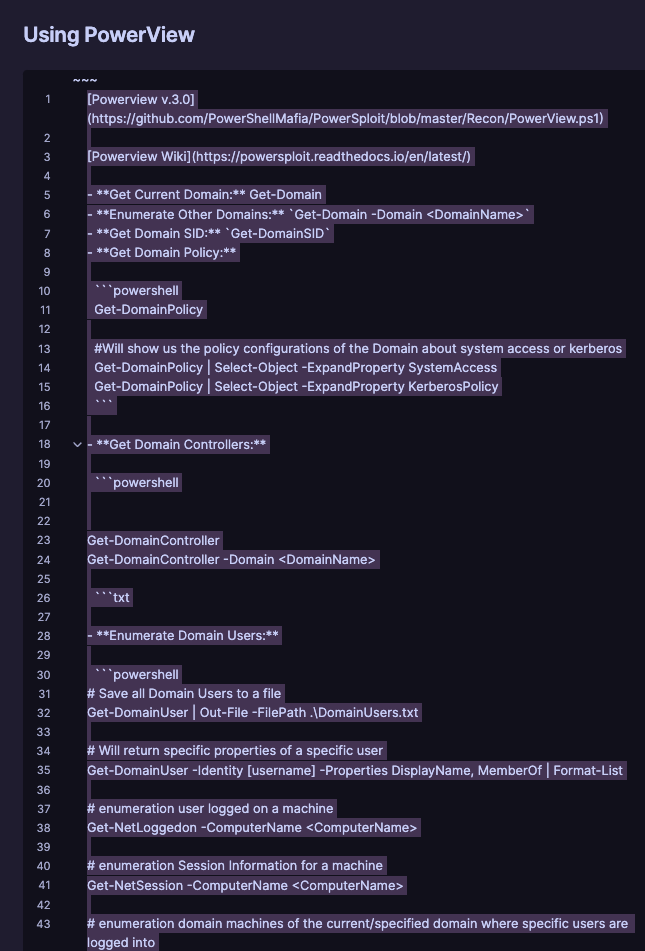 Using PowerView
~~~
1 [Powerview v.3.0]
(https://github.com/PowerShellMafia/PowerSploit/blob/master/Recon/PowerView.ps1)
2
3 [Powerview Wiki](https://powersploit.readthedocs.io/en/latest/)
4
5 - **Get Current Domain:** Get-Domain
6 - **Enumerate Other Domains:** `Get-Domain -Domain <DomainName>`
7 - **Get Domain SID:** `Get-DomainSID`
8 - **Get Domain Policy:**
9
10 ```powershell
11 Get-DomainPolicy
12
13 #Will show us the policy configurations of the Domain about system access or kerberos
14 Get-DomainPolicy | Select-Object -ExpandProperty SystemAccess
15 Get-DomainPolicy | Select-Object -ExpandProperty KerberosPolicy
16 ```
17
18 - **Get Domain Controllers:**
19
20 ```powershell
21
22
23 Get-DomainController
24 Get-DomainController -Domain <DomainName>
25
26 ```txt
27
28 - **Enumerate Domain Users:**
29
30 ```powershell
31 # Save all Domain Users to a file
32 Get-DomainUser | Out-File -FilePath .\DomainUsers.txt
33
34 # Will return specific properties of a specific user
35 Get-DomainUser -Identity [username] -Properties DisplayName, MemberOf | Format-List
36
37 # enumeration user logged on a machine
38 Get-NetLoggedon -ComputerName <ComputerName>
39
40 # enumeration Session Information for a machine
41 Get-NetSession -ComputerName <ComputerName>
42
43 # enumeration domain machines of the current/specified domain where specific users are
logged into